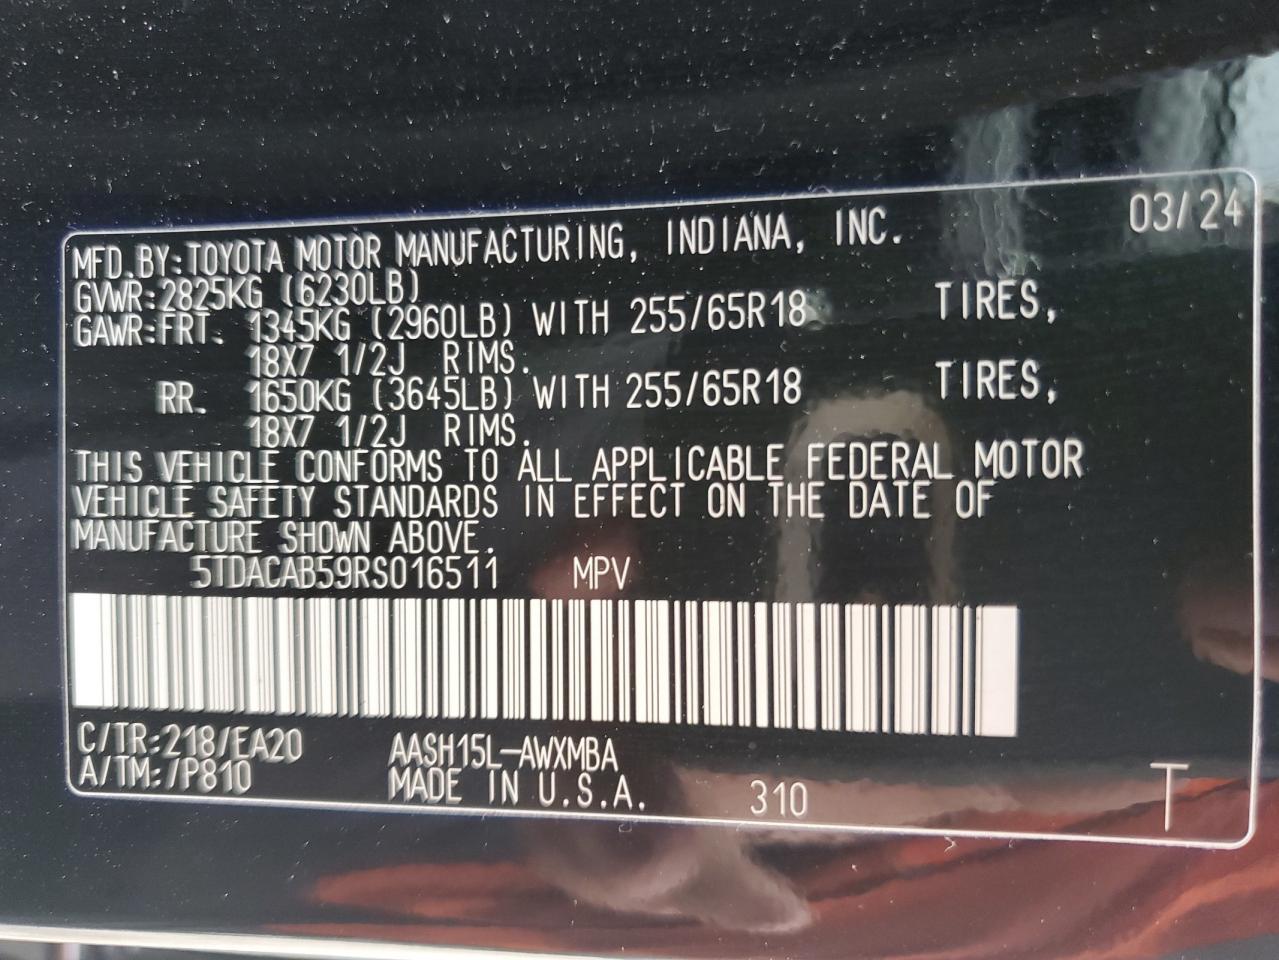 03/24
MFD.BY:TOYOTA MOTOR MANUFACTURING, INDIANA, INC.
GVWR:2825KG (6230LB)
GAWR:FRT. 1345KG (2960LB) WITH 255/65R18 TIRES,
18X7 1/2J RIMS.
RR. 1650KG (3645LB) WITH 255/65R18 TIRES,
18X7 1/2J RIMS.
THIS VEHICLE CONFORMS TO ALL APPLICABLE FEDERAL MOTOR
VEHICLE SAFETY STANDARDS IN EFFECT ON THE DATE OF
MANUFACTURE SHOWN ABOVE.
5TDACAB59RS016511 MPV
C/TR:218/EA20 AASH15L-AWXMBA
A/TM:/P810 MADE IN U.S.A. 310 T